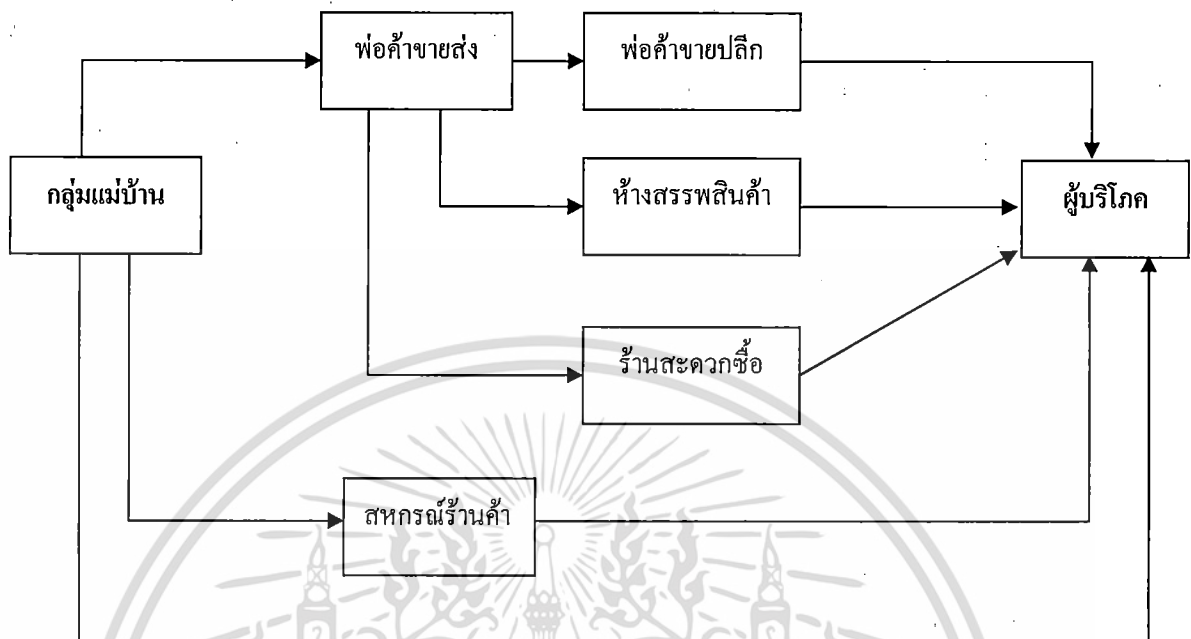 พ่อค้าขายส่ง
พ่อค้าขายปลีก
กลุ่มแม่บ้าน
ห้างสรรพสินค้า
ผู้บริโภค
ร้านสะดวกซื้อ
สหกรณ์ร้านค้า